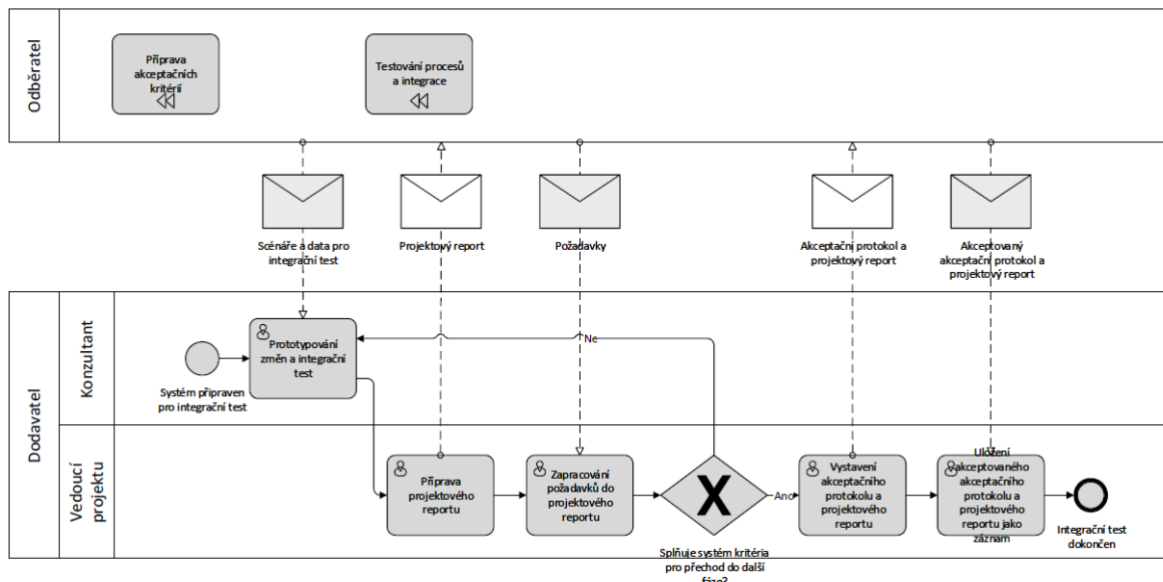 Odběratel
Příprava
akceptačních
kritérií
Testování procesů
a integrace
Scénáře a data pro
integrační test
Projektový report
Požadavky
Akceptační protokol a
projektový report
Akceptovaný
akceptační protokol a
projektový report
Dodavatel
Konzultant
Prototypování
změn a integrační
test
Systém připraven
pro integrační test
Ne
Vedoucí
projektu
Příprava
projektového
reportu
Zapracování
požadavků do
projektového
reportu
Splňuje systém kritéria
pro přechod do další
fáze?
Ano
Vystavení
akceptačního
protokolu a
projektového
reportu
Uložení
akceptovaného
akceptačního
protokolu a
projektového
reportu jako
záznam
Integrační test
dokončen